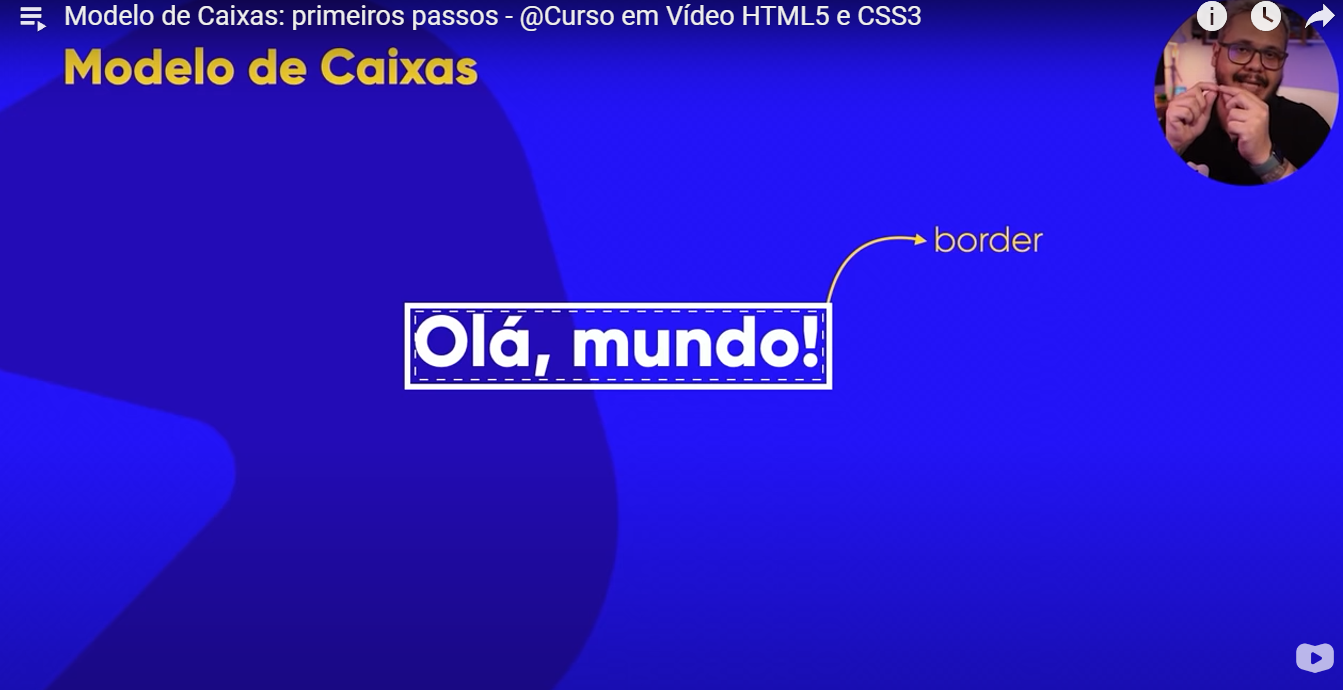 Modelo de Caixas: primeiros passos - @Curso em Vídeo HTML5 e CSS3
Modelo de Caixas
border
Olá, mundo!